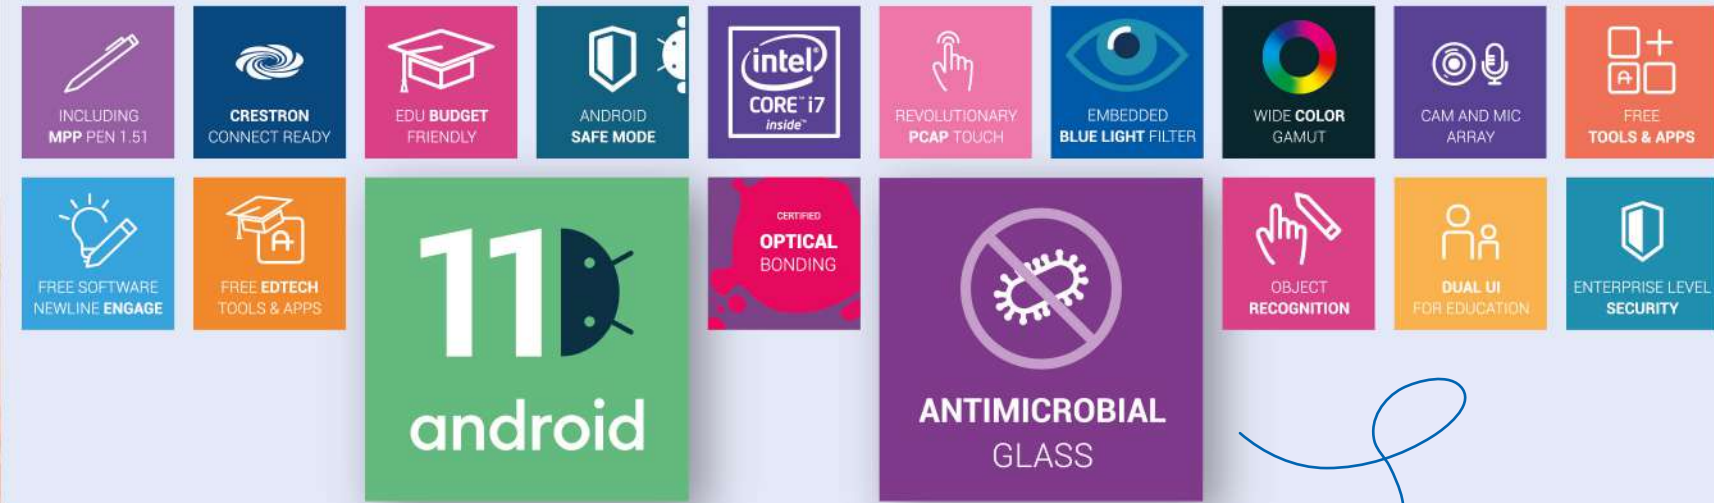 INCLUDING
MPP PEN 1.51
CRESTRON
CONNECT READY
EDU BUDGET
FRIENDLY
ANDROID
SAFE MODE
intel®
CORE™ i7
inside™
REVOLUTIONARY
PCAP TOUCH
EMBEDDED
BLUE LIGHT FILTER
WIDE COLOR
GAMUT
CAM AND MIC
ARRAY
FREE
TOOLS & APPS
FREE SOFTWARE
NEWLINE ENGAGE
FREE EDTECH
TOOLS & APPS
11
android
CERTIFIED
OPTICAL
BONDING
ANTIMICROBIAL
GLASS
OBJECT
RECOGNITION
DUAL UI
FOR EDUCATION
ENTERPRISE LEVEL
SECURITY